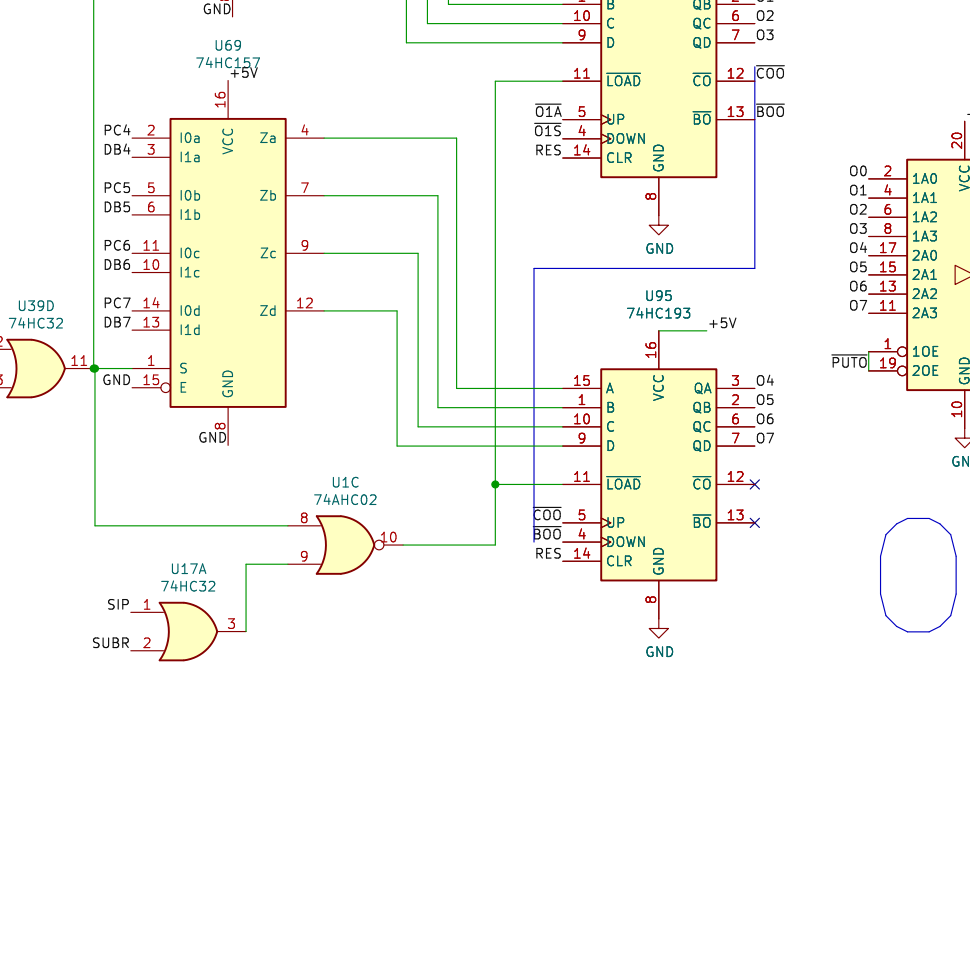 GND
U69
74HC157
+5V
16
VCC
PC4 2 I0a Za 4
DB4 3 I1a
PC5 5 I0b Zb 7
DB5 6 I1b
PC6 11 I0c Zc 9
DB6 10 I1c
PC7 14 I0d Zd 12
DB7 13 I1d
1 S
GND 15 E
GND
8
GND
U39D
74HC32
11
B QB
10 C QC 6 O2
9 D QD 7 O3
11 LOAD CO 12 COO
O1A 5 UP BO 13 BOO
O1S 4 DOWN
RES 14 CLR
GND
8
GND
U95
74HC193
+5V
16
VCC
15 A QA 3 O4
1 B QB 2 O5
10 C QC 6 O6
9 D QD 7 O7
11 LOAD CO 12
COO 5 UP BO 13
BOO 4 DOWN
RES 14 CLR
GND
8
GND
U1C
74AHC02
8
9
10
U17A
74HC32
SIP 1
SUBR 2
3
20
VCC
O0 2 1A0
O1 4 1A1
O2 6 1A2
O3 8 1A3
O4 17 2A0
O5 15 2A1
O6 13 2A2
O7 11 2A3
1 1OE
PUTO 19 2OE
GND
10
GN